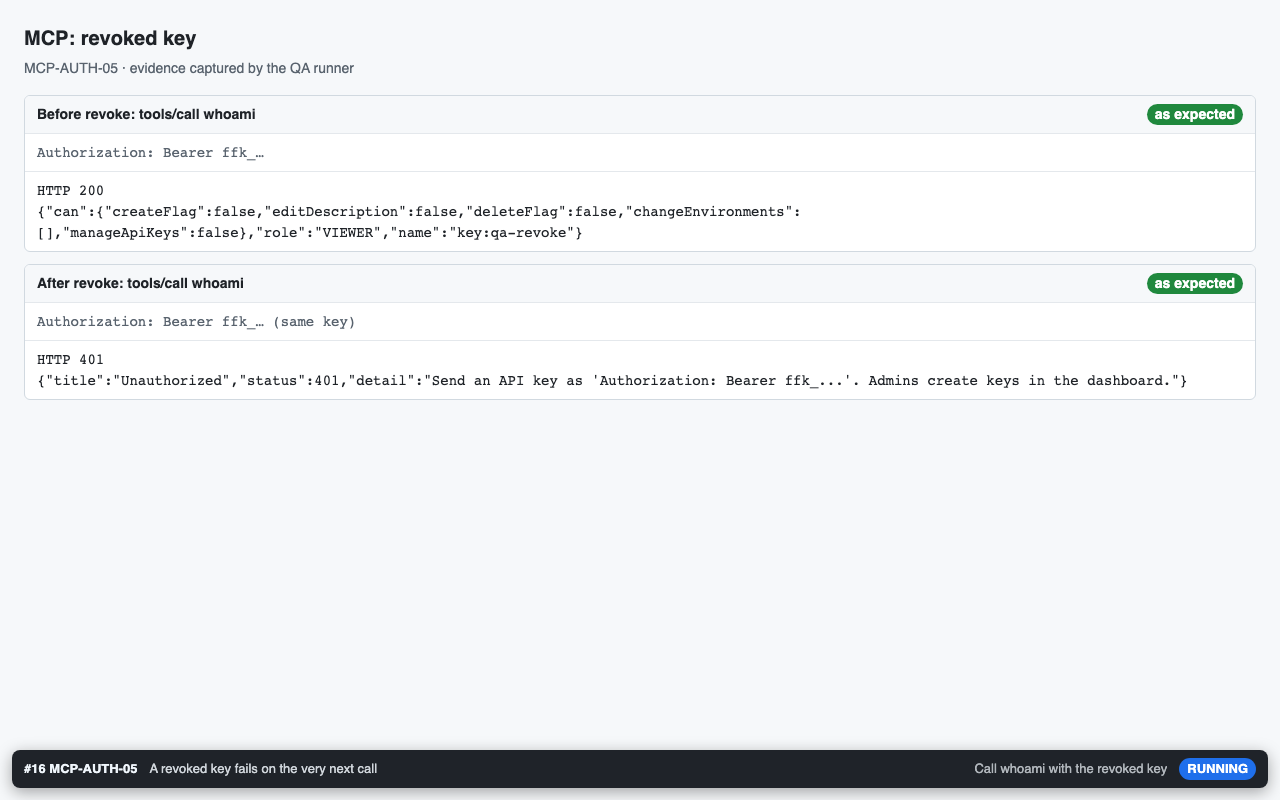 MCP: revoked key
MCP-AUTH-05 · evidence captured by the QA runner
Before revoke: tools/call whoami
as expected
Authorization: Bearer ffk_…
HTTP 200
{"can":{"createFlag":false,"editDescription":false,"deleteFlag":false,"changeEnvironments":
[],"manageApiKeys":false},"role":"VIEWER","name":"key:qa-revoke"}
After revoke: tools/call whoami
as expected
Authorization: Bearer ffk_… (same key)
HTTP 401
{"title":"Unauthorized","status":401,"detail":"Send an API key as 'Authorization: Bearer ffk_...'. Admins create keys in the dashboard."}
#16 MCP-AUTH-05 A revoked key fails on the very next call
Call whoami with the revoked key
RUNNING